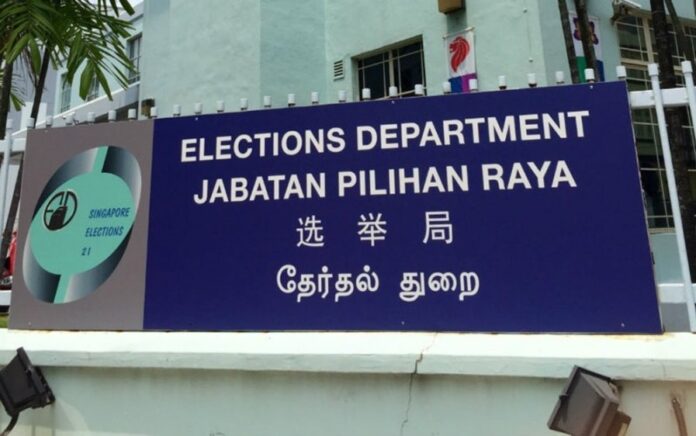 SINGAPORE
ELECTIONS
21
ELECTIONS DEPARTMENT
JABATAN PILIHAN RAYA
选举局
தேர்தல் துறை